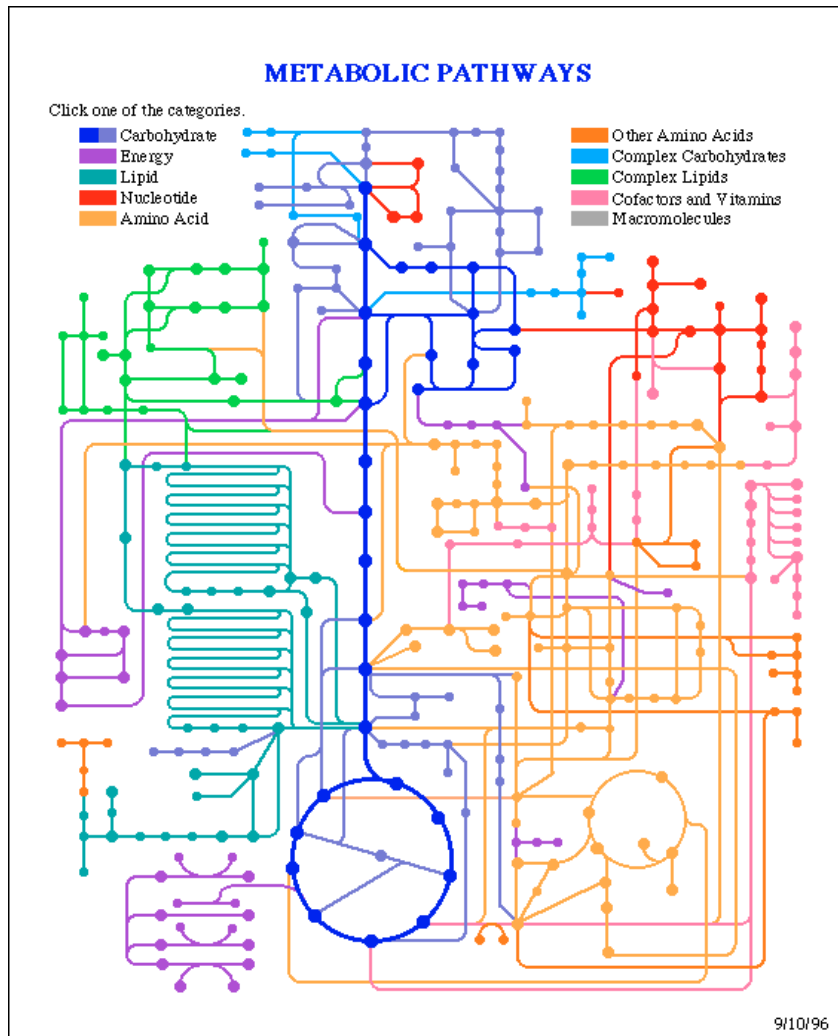 METABOLIC PATHWAYS
Click one of the categories.
Carbohydrate
Energy
Lipid
Nucleotide
Amino Acid
Other Amino Acids
Complex Carbohydrates
Complex Lipids
Cofactors and Vitamins
Macromolecules
9/10/96